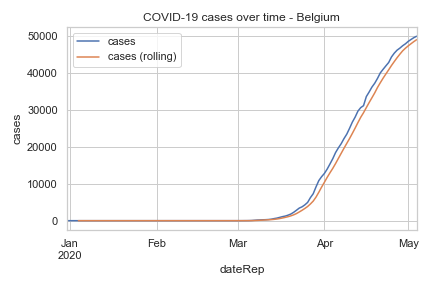 COVID-19 cases over time - Belgium
cases
cases (rolling)
50000
40000
30000
20000
10000
0
cases
Jan
2020
Feb
Mar
Apr
May
dateRep